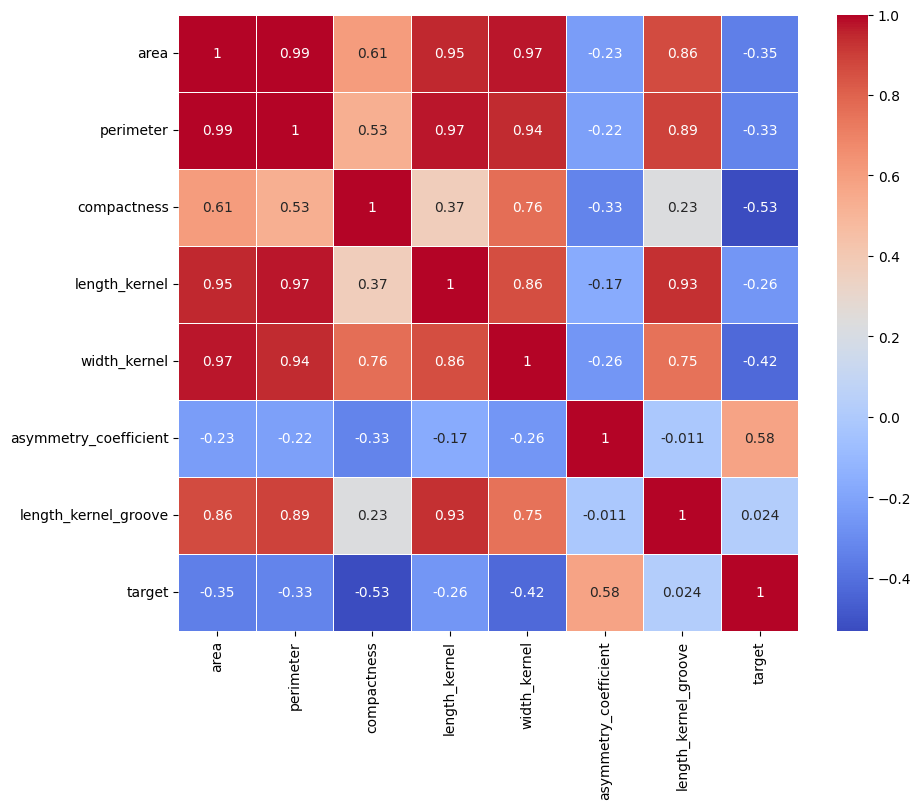 area 1 0.99 0.61 0.95 0.97 -0.23 0.86 -0.35
perimeter 0.99 1 0.53 0.97 0.94 -0.22 0.89 -0.33
compactness 0.61 0.53 1 0.37 0.76 -0.33 0.23 -0.53
length_kernel 0.95 0.97 0.37 1 0.86 -0.17 0.93 -0.26
width_kernel 0.97 0.94 0.76 0.86 1 -0.26 0.75 -0.42
asymmetry_coefficient -0.23 -0.22 -0.33 -0.17 -0.26 1 -0.011 0.58
length_kernel_groove 0.86 0.89 0.23 0.93 0.75 -0.011 1 0.024
target -0.35 -0.33 -0.53 -0.26 -0.42 0.58 0.024 1
area
perimeter
compactness
length_kernel
width_kernel
asymmetry_coefficient
length_kernel_groove
target
1.0
0.8
0.6
0.4
0.2
0.0
−0.2
−0.4